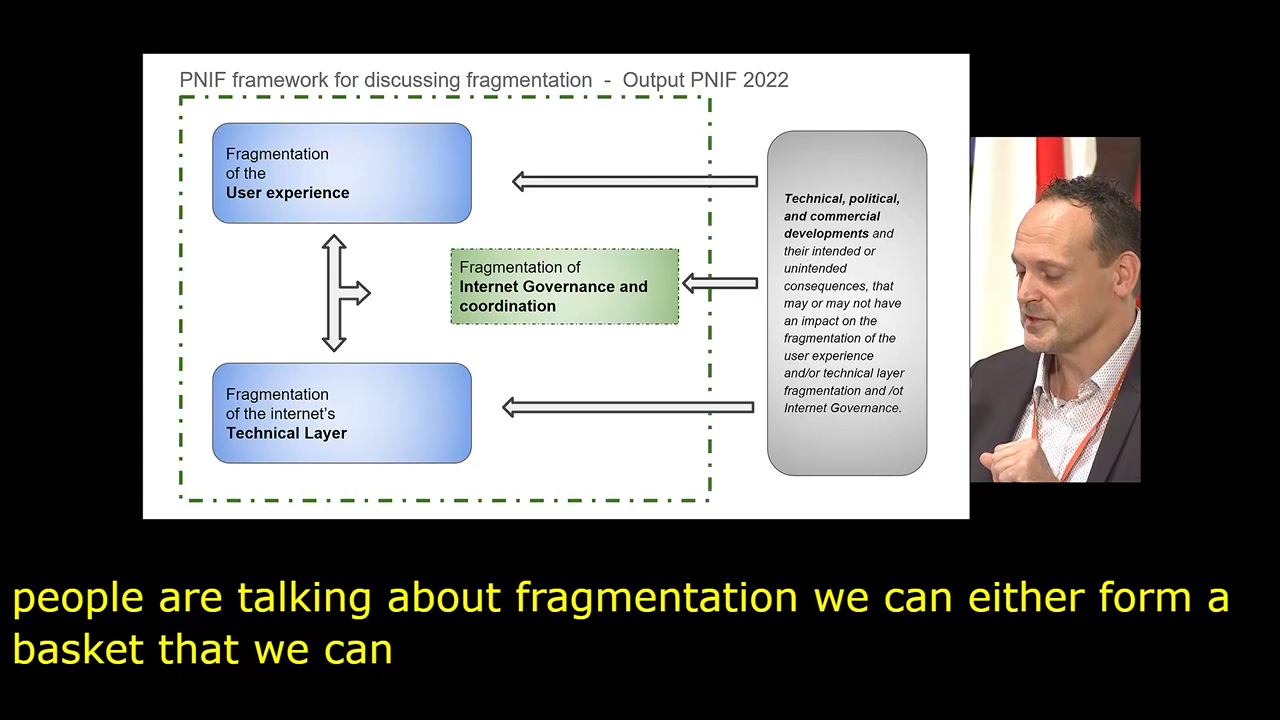 PNIF framework for discussing fragmentation - Output PNIF 2022
Fragmentation
of the
User experience
Fragmentation of
Internet Governance and
coordination
Fragmentation
of the internet's
Technical Layer
Technical, political,
and commercial
developments and
their intended or
unintended
consequences, that
may or may not have
an impact on the
fragmentation of the
user experience
and/or technical layer
fragmentation and /ot
Internet Governance.
people are talking about fragmentation we can either form a
basket that we can